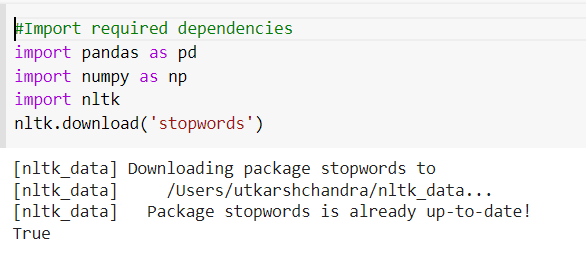 #Import required dependencies
import pandas as pd
import numpy as np
import nltk
nltk.download('stopwords')
[nltk_data] Downloading package stopwords to
[nltk_data]     /Users/utkarshchandra/nltk_data...
[nltk_data]   Package stopwords is already up-to-date!
True